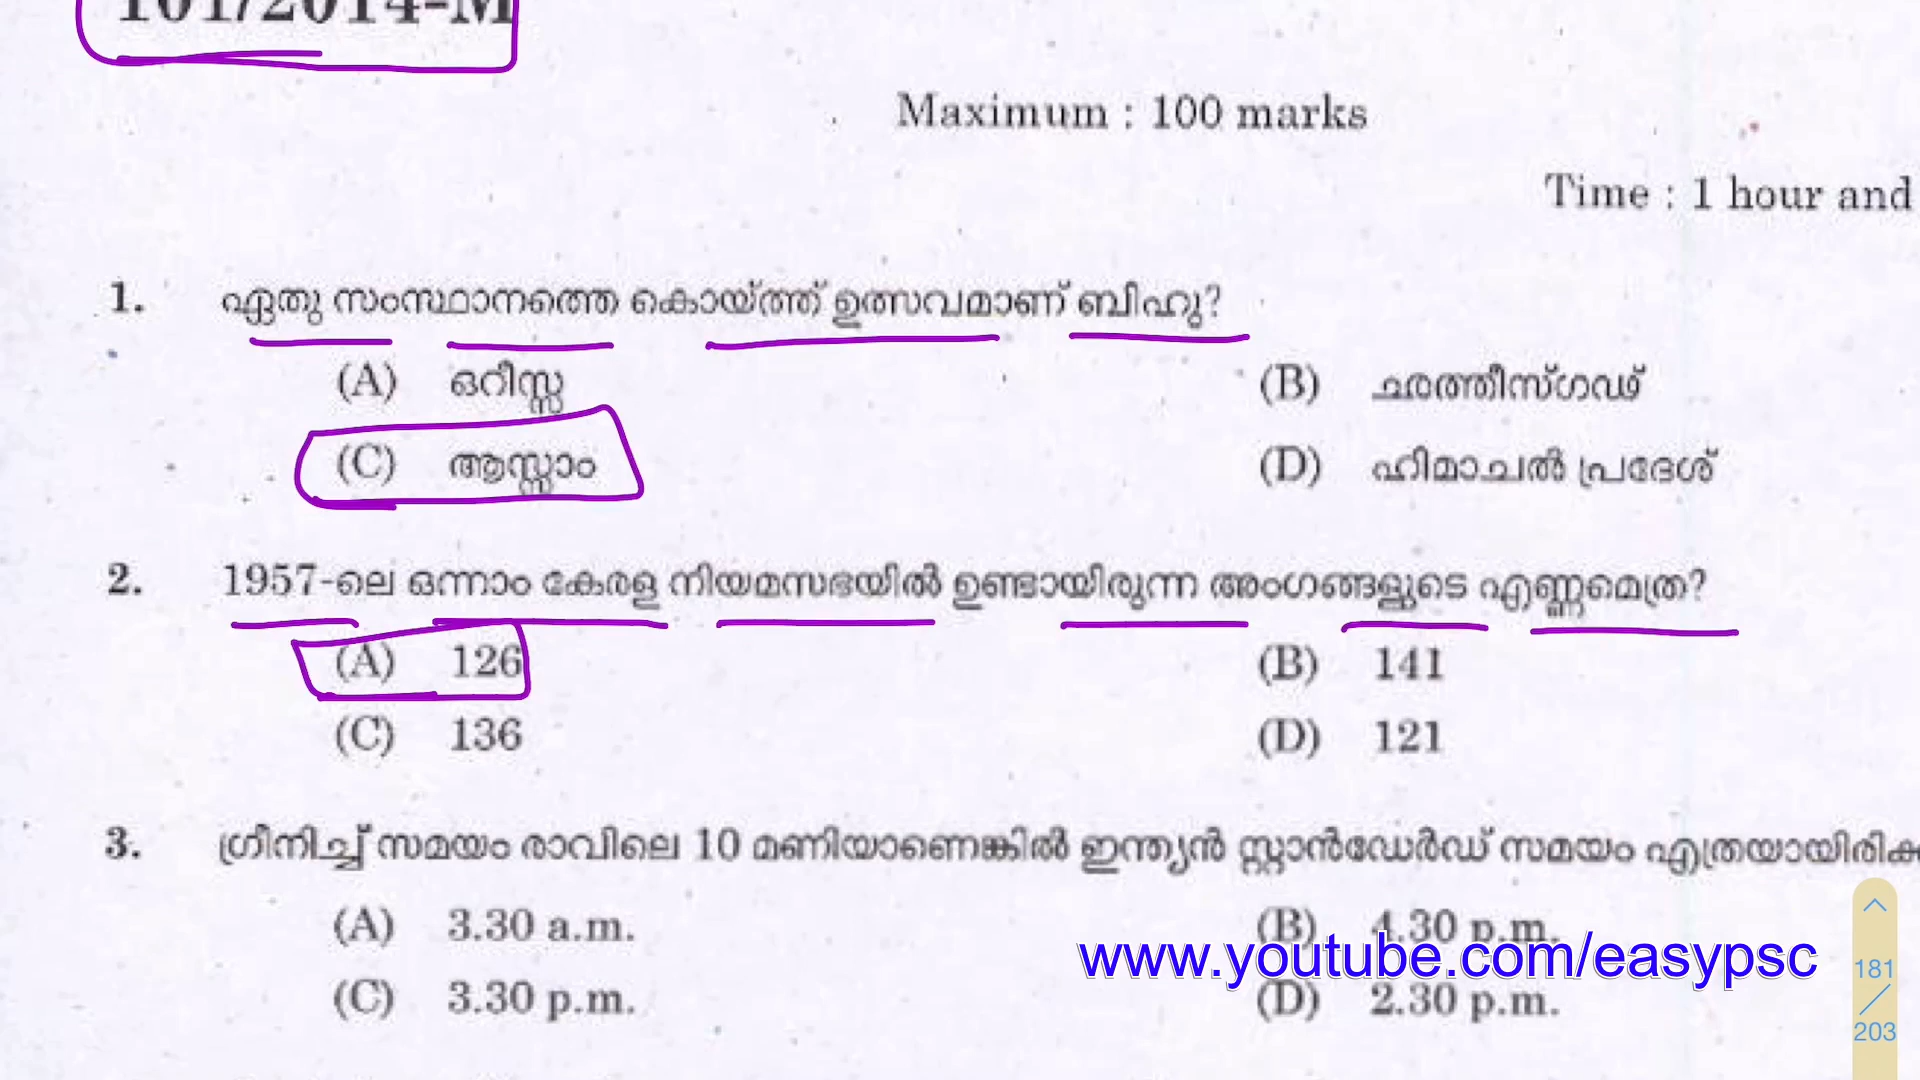 101/2014-M
Maximum : 100 marks
Time : 1 hour and
1. ഏതു സംസ്ഥാനത്തെ കൊയ്ത്ത് ഉത്സവമാണ് ബിഹു?
(A) ഒറീസ്സ (B) ഛത്തീസ്ഗഢ്
(C) ആസ്സാം (D) ഹിമാചൽ പ്രദേശ്
2. 1957-ലെ ഒന്നാം കേരള നിയമസഭയിൽ ഉണ്ടായിരുന്ന അംഗങ്ങളുടെ എണ്ണമെത്ര?
(A) 126 (B) 141
(C) 136 (D) 121
3. ഗ്രീനിച്ച് സമയം രാവിലെ 10 മണിയാണെങ്കിൽ ഇന്ത്യൻ സ്റ്റാൻഡേർഡ് സമയം
(A) 3.30 a.m. (B) 4.30 p.m.
www.youtube.com/easypsc
(C) 3.30 p.m. (D) 2.30 p.m.
181
203